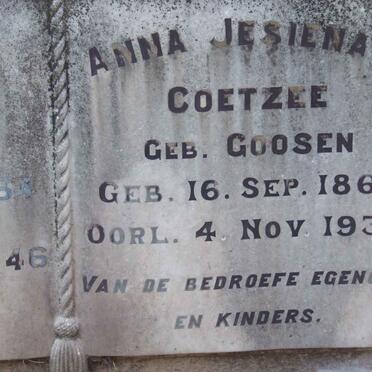 ANNA JESIENA
COETZEE
GEB. GOOSEN
GEB. 16. SEP. 186
OORL. 4. NOV. 193
46
VAN DE BEDROEFE EGEN
EN KINDERS.